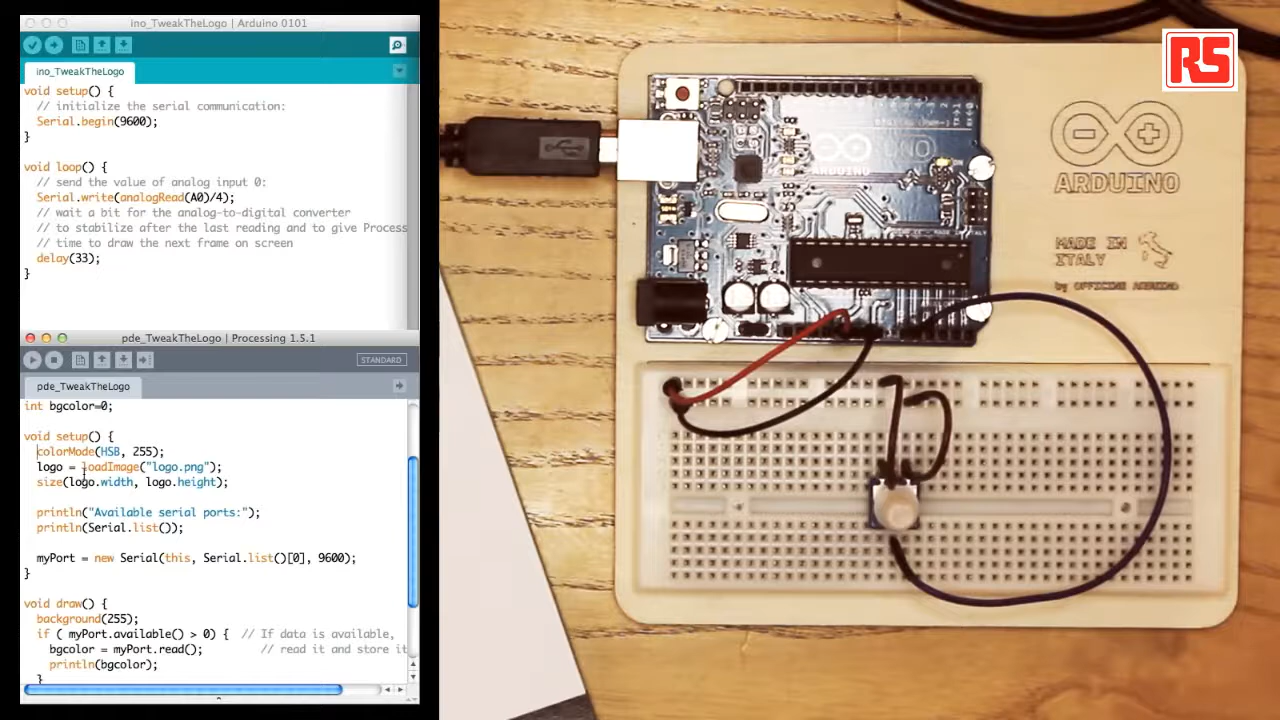 ino_TweakTheLogo | Arduino 0101
ino_TweakTheLogo
void setup() {
// initialize the serial communication:
Serial.begin(9600);
}
void loop() {
// send the value of analog input 0:
Serial.write(analogRead(A0)/4);
// wait a bit for the analog-to-digital converter
// to stabilize after the last reading and to give Process
// time to draw the next frame on screen
delay(33);
}
pde_TweakTheLogo | Processing 1.5.1
STANDARD
pde_TweakTheLogo
int bgcolor=0;
void setup() {
colorMode(HSB, 255);
logo = loadImage("logo.png");
size(logo.width, logo.height);
println("Available serial ports:");
println(Serial.list());
myPort = new Serial(this, Serial.list()[0], 9600);
}
void draw() {
background(255);
if ( myPort.available() > 0) { // If data is available,
bgcolor = myPort.read(); // read it and store it
println(bgcolor);
}
RS
UNO
ARDUINO
ARDUINO
MADE IN
ITALY
by OFFICINE ARDUINO